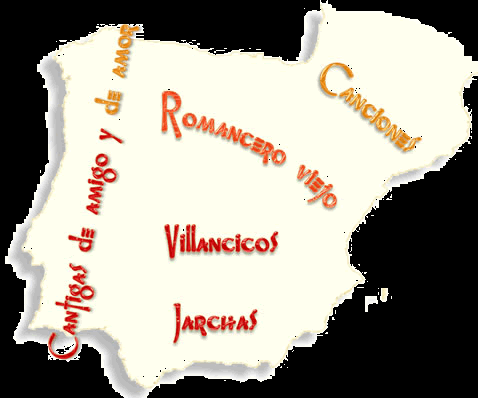 Cantigas de amigo y de amor
Romancero viejo
Canciones
Villancicos
Jarchas